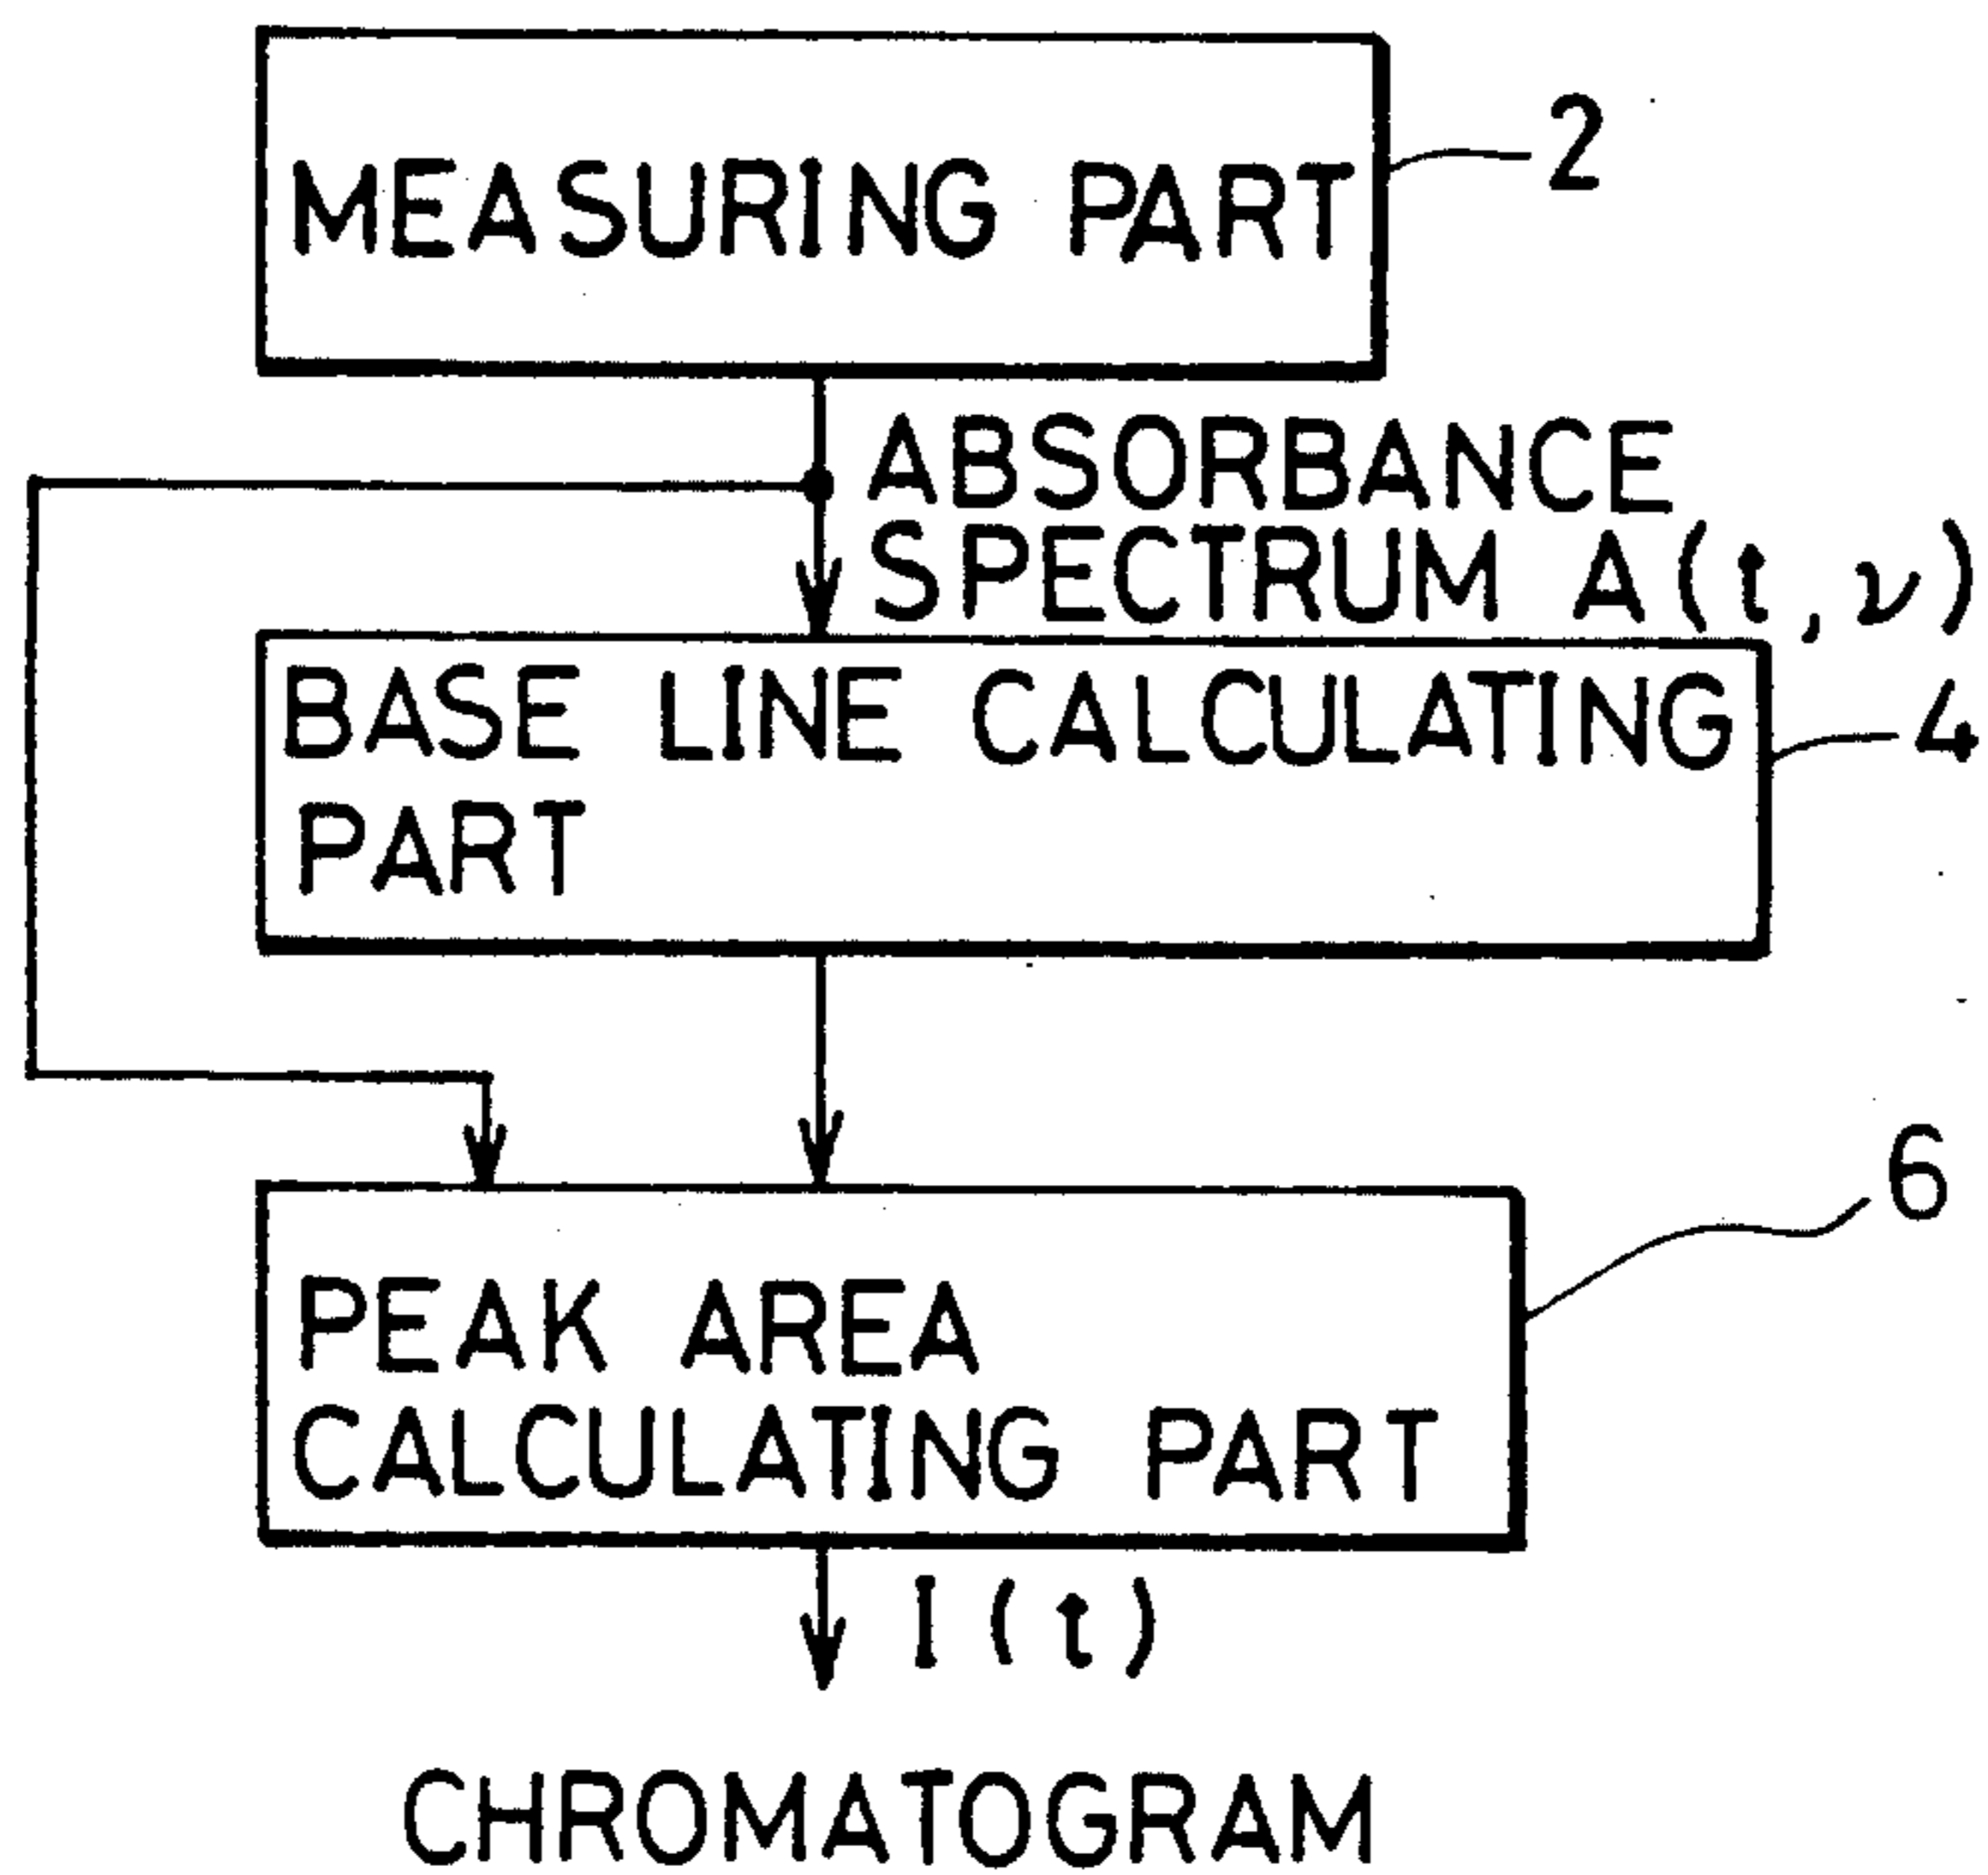 MEASURING PART
2
ABSORBANCE
SPECTRUM A(t,ν)
BASE LINE CALCULATING
PART
4
6
PEAK AREA
CALCULATING PART
I(t)
CHROMATOGRAM